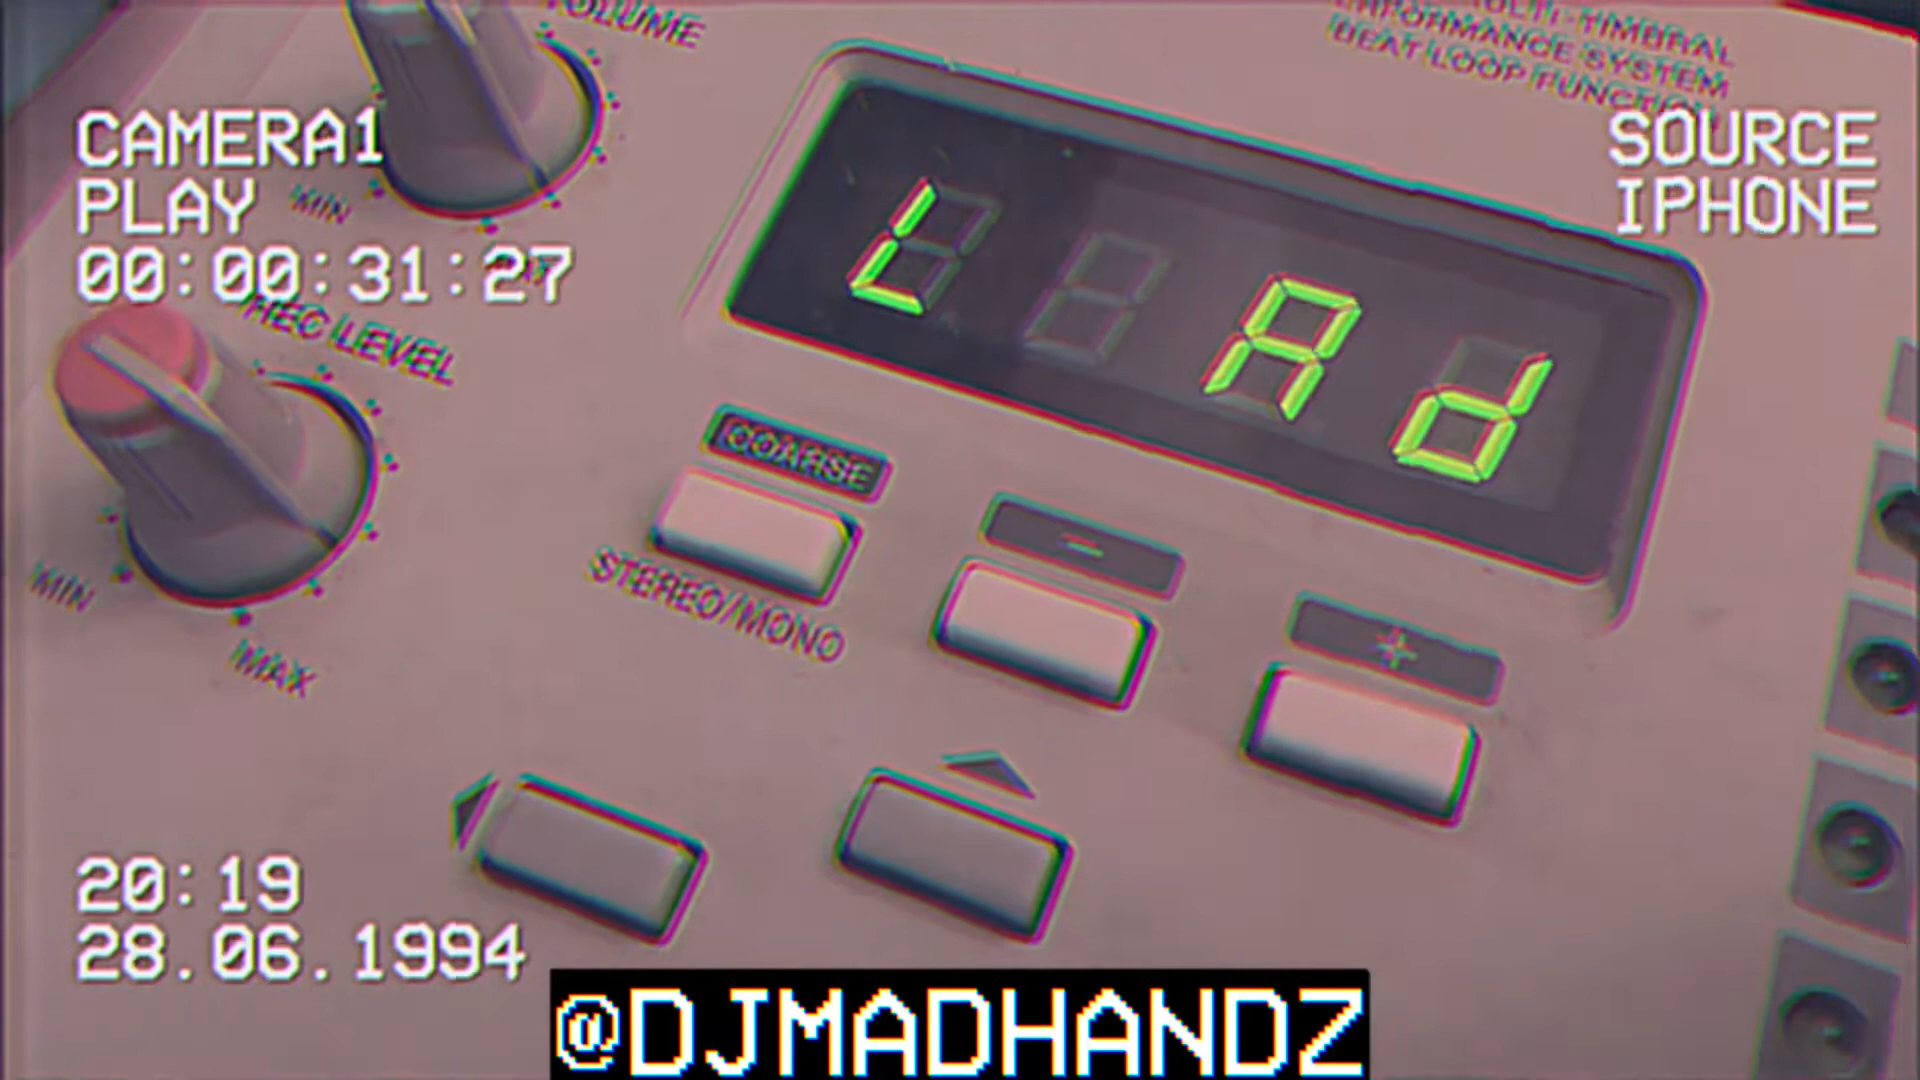 VOLUME
MULTI-TIMBRAL
PERFORMANCE SYSTEM
BEAT LOOP FUNCTION
CAMERA1
PLAY
00:00:31:27
SOURCE
IPHONE
MIN
REC LEVEL
L Ad
COARSE
-
+
STEREO/MONO
MIN
MAX
20:19
28.06.1994
@DJMADHANDZ